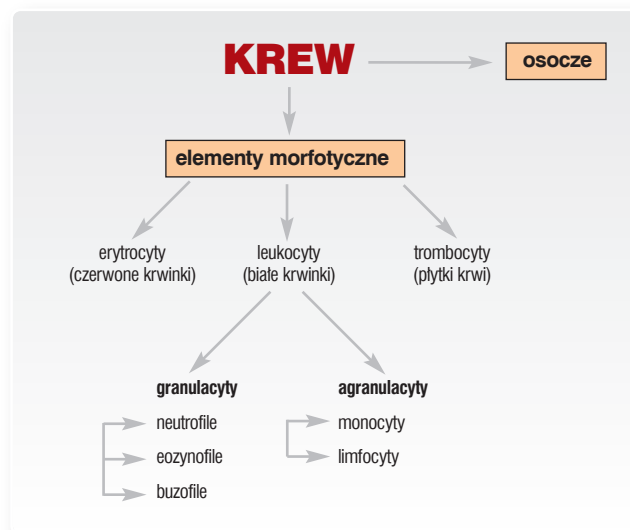 KREW
osocze
elementy morfotyczne
erytrocyty
(czerwone krwinki)
leukocyty
(białe krwinki)
trombocyty
(płytki krwi)
granulacyty
agranulacyty
neutrofile
monocyty
eozynofile
limfocyty
buzofile